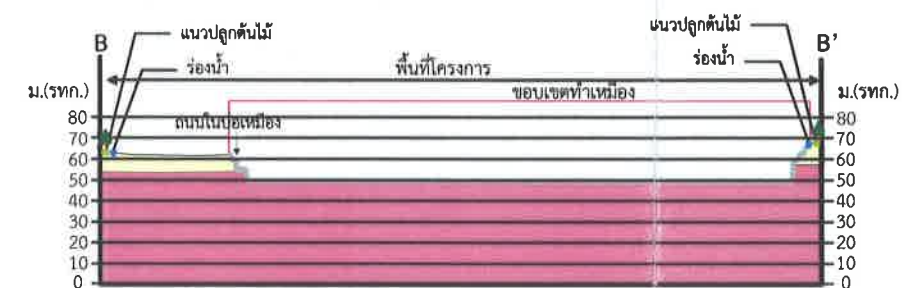 แนวปลูกต้นไม้
แนวปลูกต้นไม้
B
B'
ร่องน้ำ
พื้นที่โครงการ
ร่องน้ำ
ม.(รทก.)
ขอบเขตทำเหมือง
ม.(รทก.)
80
ถนนในบ่อเหมือง
80
70
70
60
60
50
50
40
40
30
30
20
20
10
10
0
0